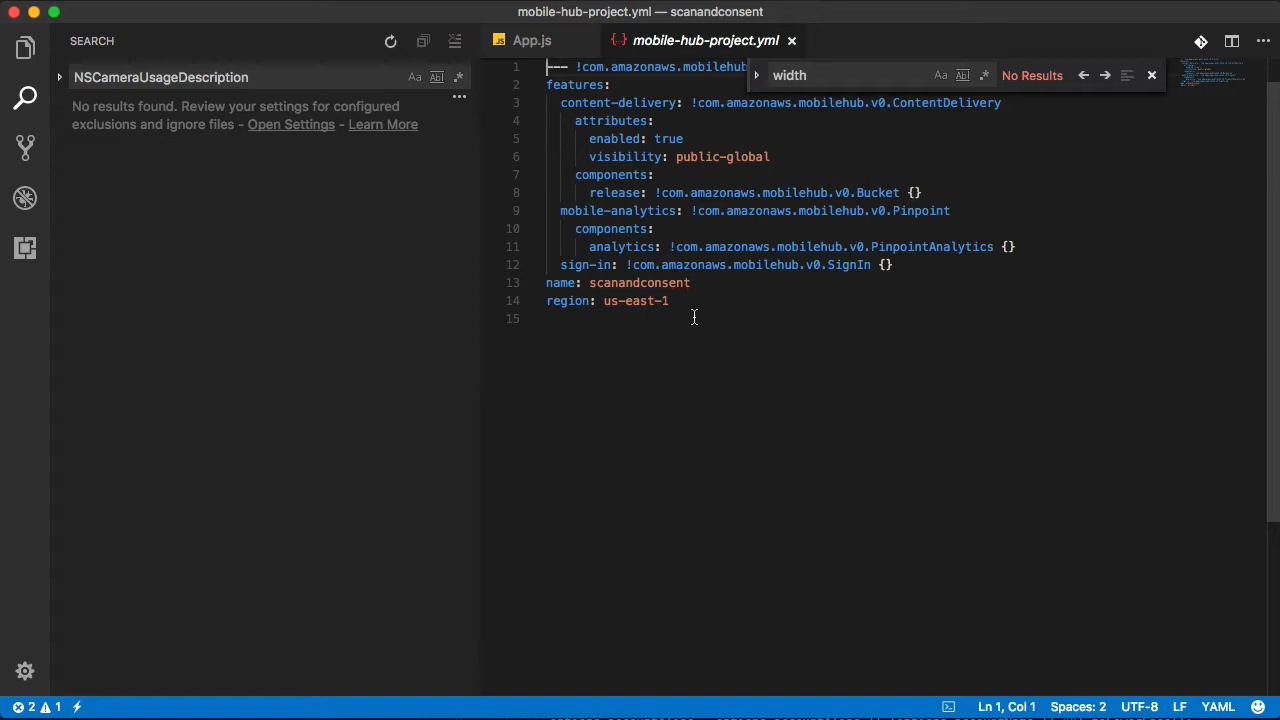 mobile-hub-project.yml — scanandconsent
SEARCH
NSCameraUsageDescription
Aa Abl .*
No results found. Review your settings for configured
exclusions and ignore files - Open Settings - Learn More
JS App.js
{··} mobile-hub-project.yml
width
Aa Abl .* No Results
1 --- !com.amazonaws.mobilehub
2 features:
3 content-delivery: !com.amazonaws.mobilehub.v0.ContentDelivery
4 attributes:
5 enabled: true
6 visibility: public-global
7 components:
8 release: !com.amazonaws.mobilehub.v0.Bucket {}
9 mobile-analytics: !com.amazonaws.mobilehub.v0.Pinpoint
10 components:
11 analytics: !com.amazonaws.mobilehub.v0.PinpointAnalytics {}
12 sign-in: !com.amazonaws.mobilehub.v0.SignIn {}
13 name: scanandconsent
14 region: us-east-1
15
2 1
Ln 1, Col 1 Spaces: 2 UTF-8 LF YAML